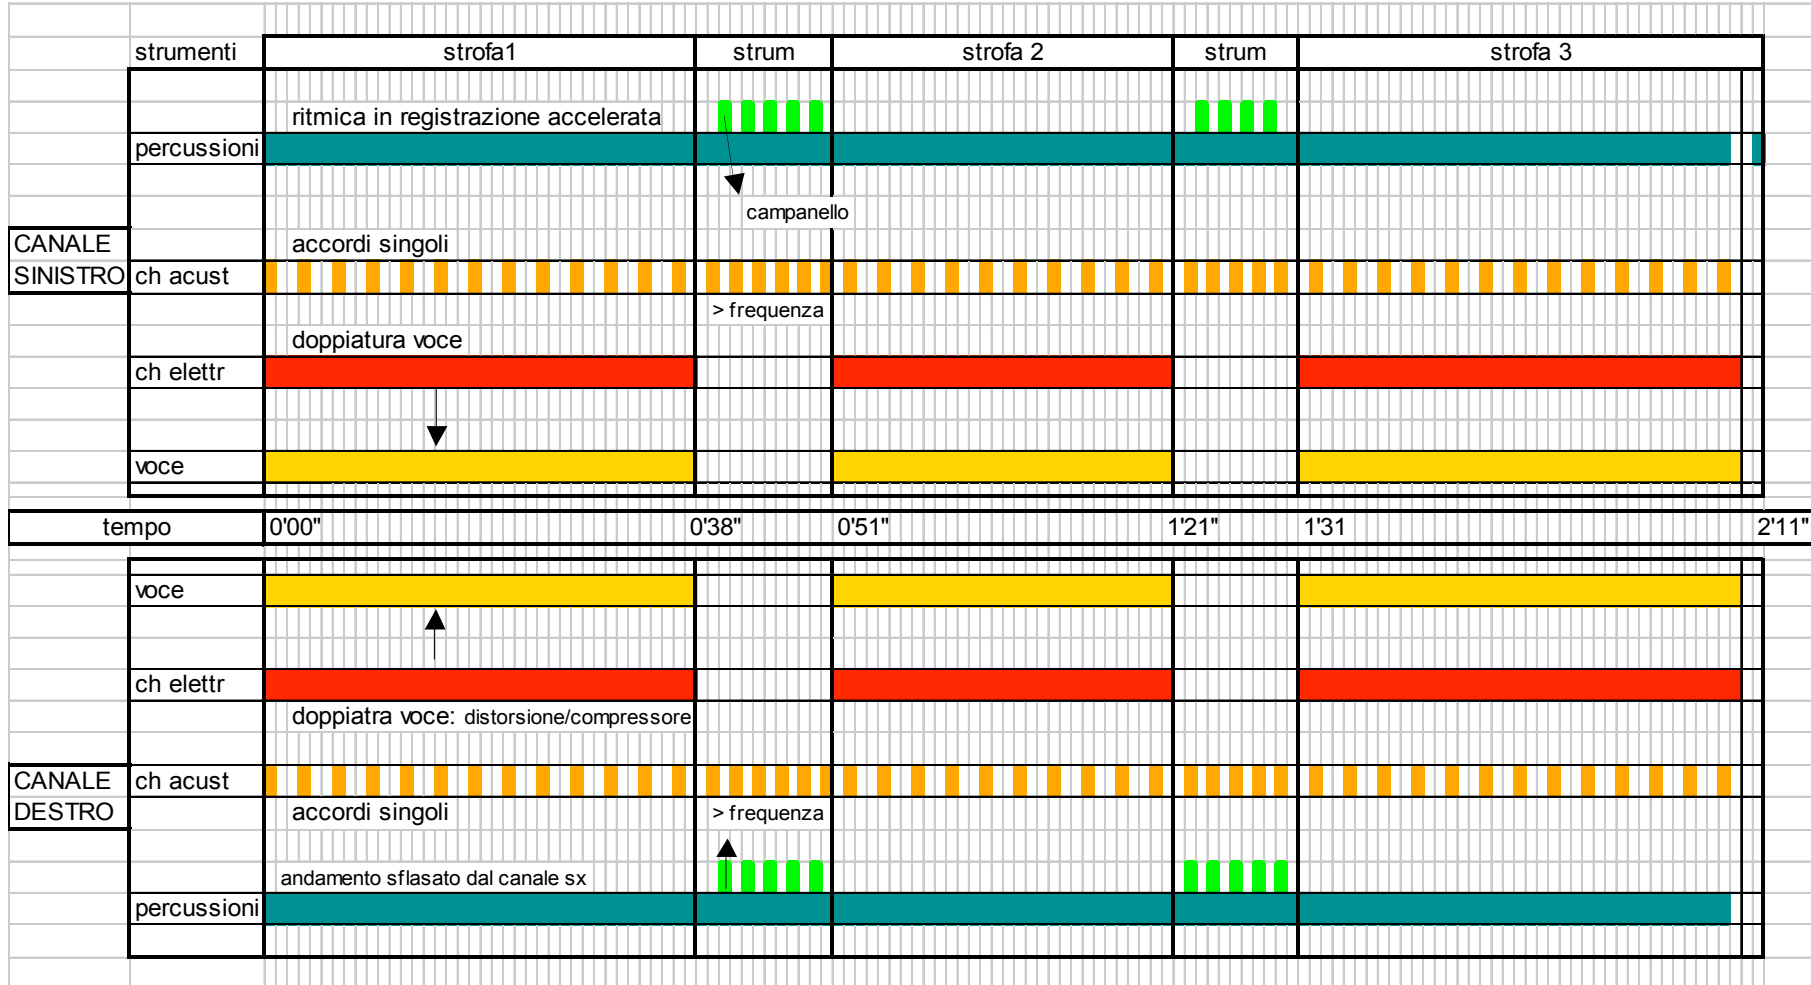 strumenti strofa1 strum strofa 2 strum strofa 3
ritmica in registrazione accelerata
percussioni
campanello
CANALE accordi singoli
SINISTRO ch acust
> frequenza
doppiatura voce
ch elettr
voce
tempo 0'00" 0'38" 0'51" 1'21" 1'31 2'11"
voce
ch elettr
doppiatra voce: distorsione/compressore
CANALE ch acust
DESTRO accordi singoli > frequenza
andamento sflasato dal canale sx
percussioni